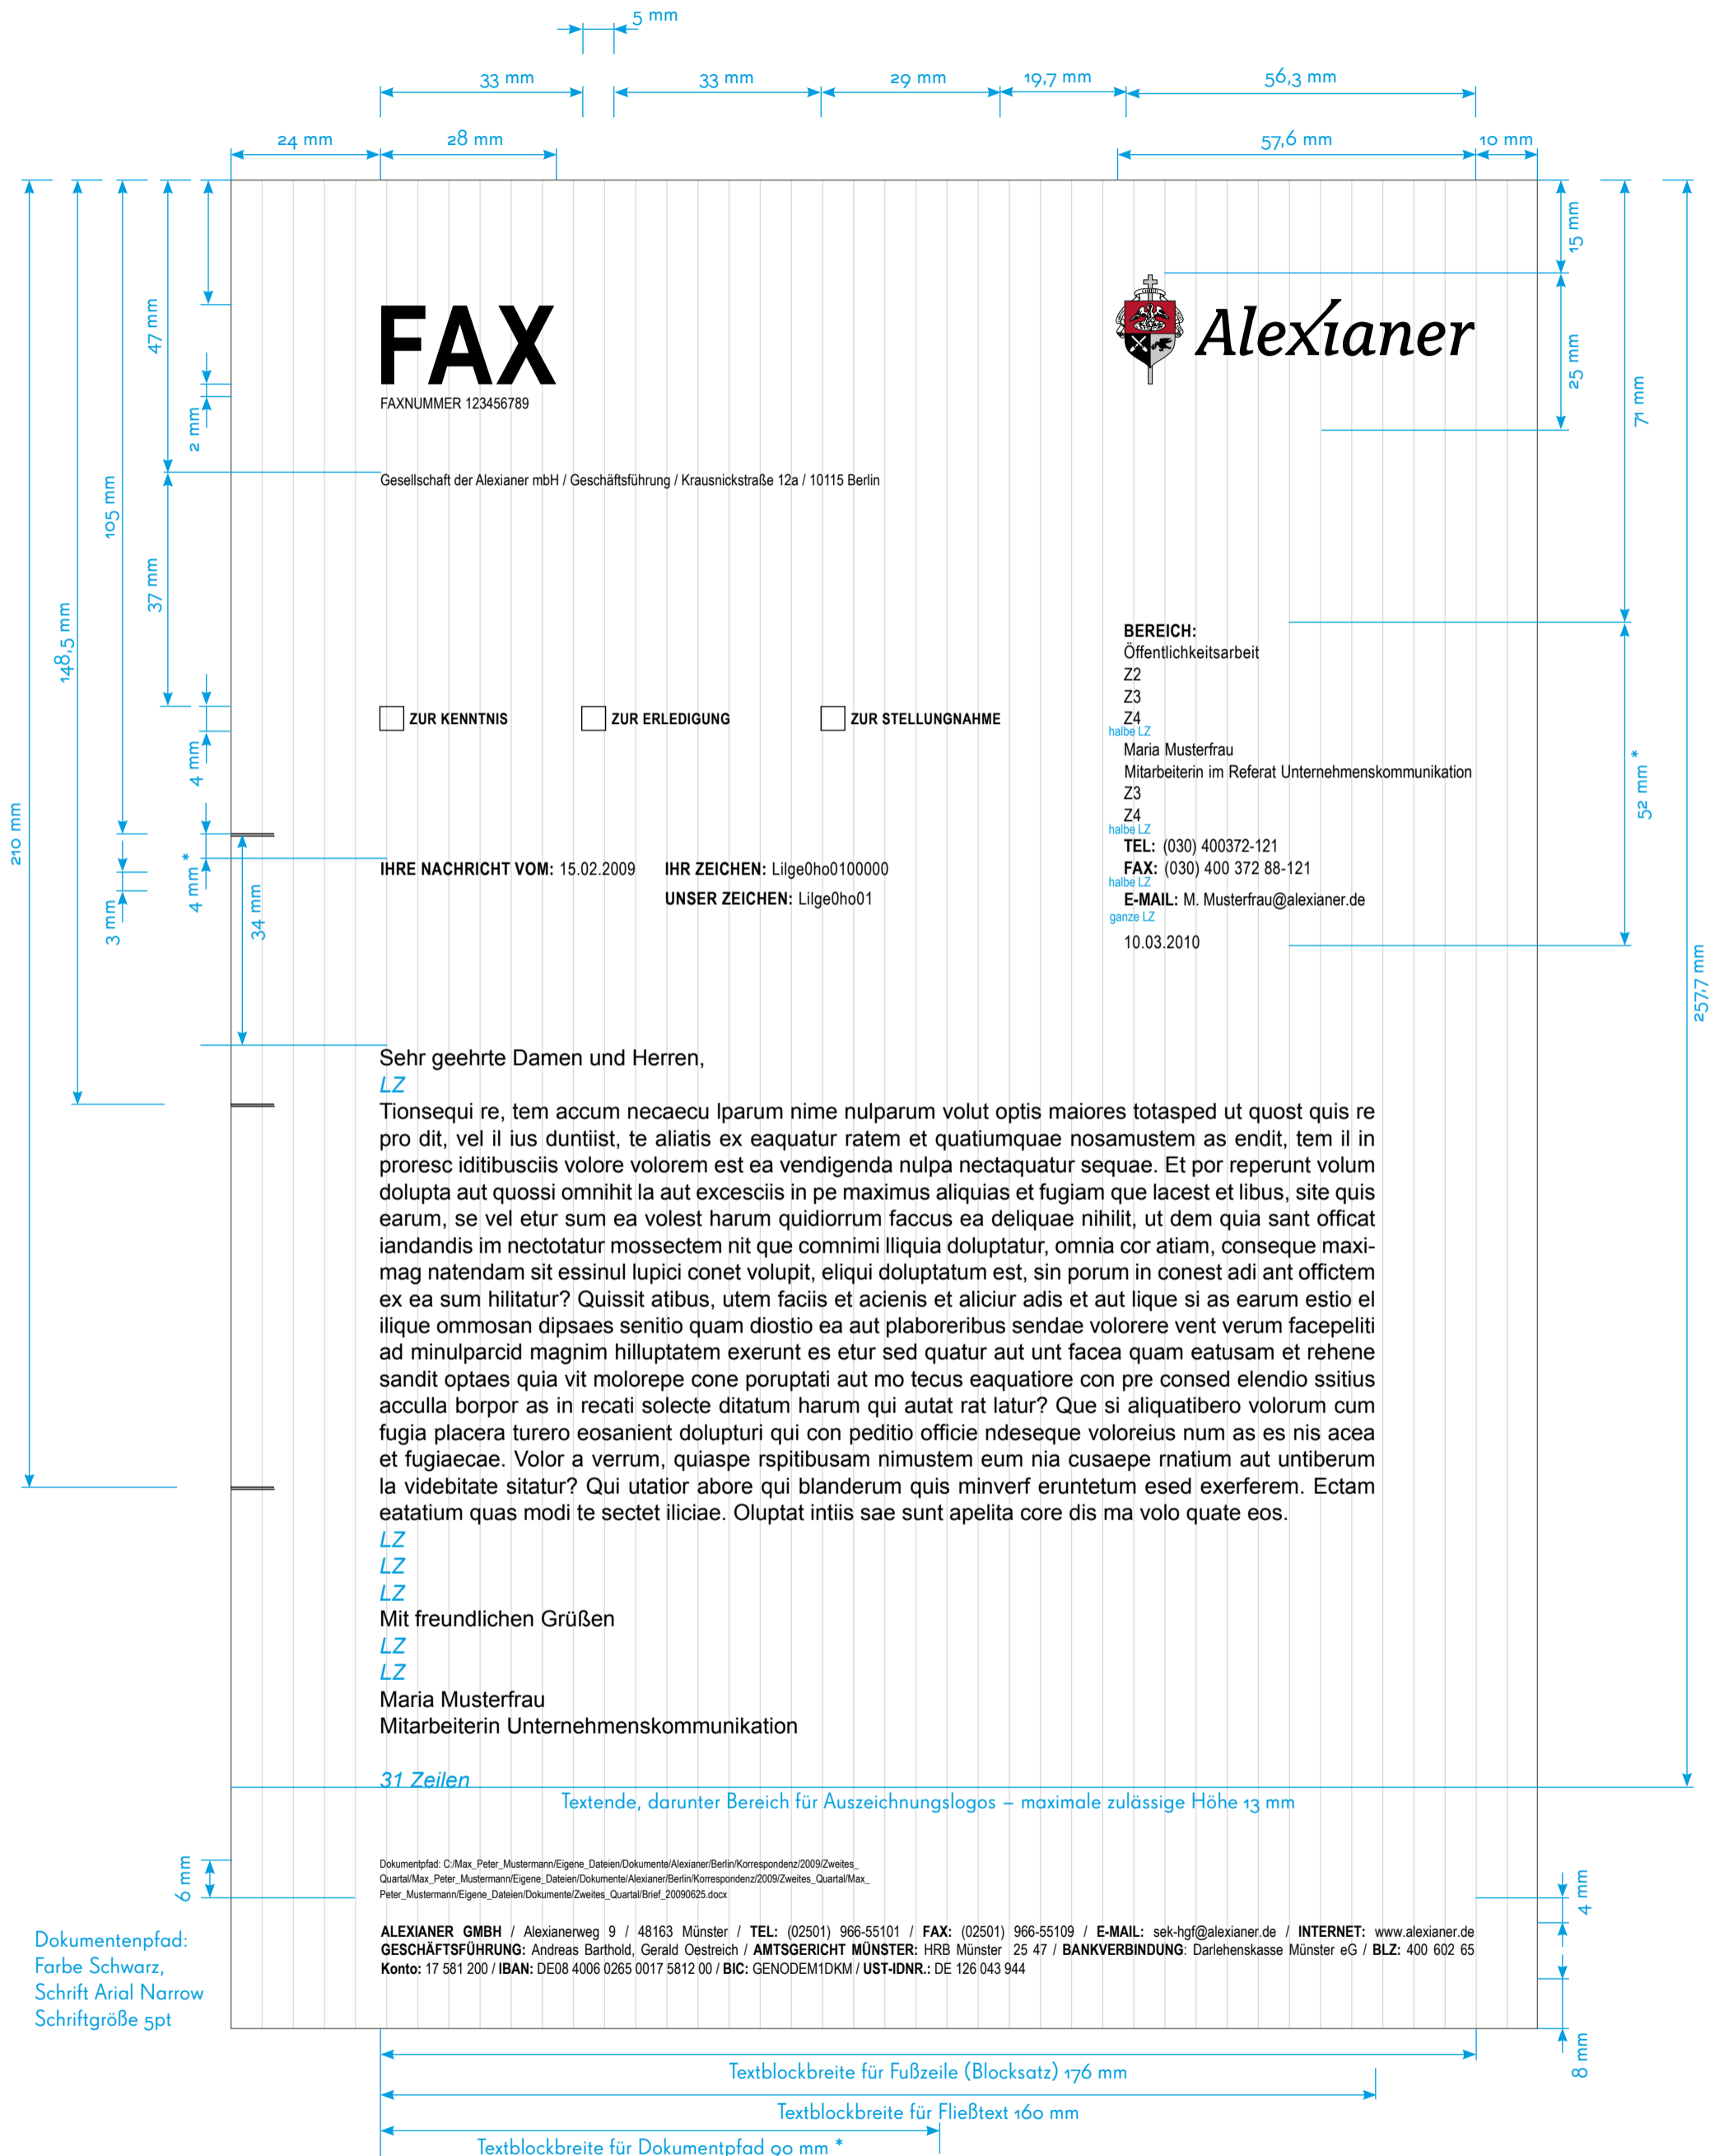 5 mm
33 mm
33 mm
29 mm
19,7 mm
56,3 mm
24 mm
28 mm
57,6 mm
10 mm
15 mm
25 mm
71 mm
52 mm *
257,7 mm
47 mm
2 mm
105 mm
37 mm
148,5 mm
4 mm
210 mm
4 mm *
3 mm
34 mm
FAX
FAXNUMMER 123456789
Alexianer
Gesellschaft der Alexianer mbH / Geschäftsführung / Krausnickstraße 12a / 10115 Berlin
ZUR KENNTNIS
ZUR ERLEDIGUNG
ZUR STELLUNGNAHME
BEREICH:
Öffentlichkeitsarbeit
Z2
Z3
Z4
halbe LZ
Maria Musterfrau
Mitarbeiterin im Referat Unternehmenskommunikation
Z3
Z4
halbe LZ
TEL: (030) 400372-121
FAX: (030) 400 372 88-121
halbe LZ
E-MAIL: M. Musterfrau@alexianer.de
ganze LZ
10.03.2010
IHRE NACHRICHT VOM: 15.02.2009
IHR ZEICHEN: Lilge0ho0100000
UNSER ZEICHEN: Lilge0ho01
Sehr geehrte Damen und Herren,
LZ
Tionsequi re, tem accum necaecu lparum nime nulparum volut optis maiores totasped ut quost quis re
pro dit, vel il ius duntiist, te aliatis ex eaquatur ratem et quatiumquae nosamustem as endit, tem il in
proresc iditibusciis volore volorem est ea vendigenda nulpa nectaquatur sequae. Et por reperunt volum
dolupta aut quossi omnihit la aut excesciis in pe maximus aliquias et fugiam que lacest et libus, site quis
earum, se vel etur sum ea volest harum quidiorrum faccus ea deliquae nihilit, ut dem quia sant officat
iandandis im nectotatur mossectem nit que comnimi lliquia doluptatur, omnia cor atiam, conseque maxi-
mag natendam sit essinul lupici conet volupit, eliqui doluptatum est, sin porum in conest adi ant offictem
ex ea sum hilitatur? Quissit atibus, utem faciis et acienis et aliciur adis et aut lique si as earum estio el
ilique ommosan dipsaes senitio quam diostio ea aut plaboreribus sendae volorere vent verum facepeliti
ad minulparcid magnim hilluptatem exerunt es etur sed quatur aut unt facea quam eatusam et rehene
sandit optaes quia vit molorepe cone poruptati aut mo tecus eaquatiore con pre consed elendio ssitius
acculla borpor as in recati solecte ditatum harum qui autat rat latur? Que si aliquatibero volorum cum
fugia placera turero eosanient dolupturi qui con peditio officie ndeseque voloreius num as es nis acea
et fugiaecae. Volor a verrum, quiaspe rspitibusam nimustem eum nia cusaepe rnatium aut untiberum
la videbitate sitatur? Qui utatior abore qui blanderum quis minverf eruntetum esed exerferem. Ectam
eatatium quas modi te sectet iliciae. Oluptat intiis sae sunt apelita core dis ma volo quate eos.
LZ
LZ
LZ
Mit freundlichen Grüßen
LZ
LZ
Maria Musterfrau
Mitarbeiterin Unternehmenskommunikation
31 Zeilen
Textende, darunter Bereich für Auszeichnungslogos – maximale zulässige Höhe 13 mm
6 mm
Dokumentpfad: C:/Max_Peter_Mustermann/Eigene_Dateien/Dokumente/Alexianer/Berlin/Korrespondenz/2009/Zweites_
Quartal/Max_Peter_Mustermann/Eigene_Dateien/Dokumente/Alexianer/Berlin/Korrespondenz/2009/Zweites_Quartal/Max_
Peter_Mustermann/Eigene_Dateien/Dokumente/Zweites_Quartal/Brief_20090625.docx
4 mm
ALEXIANER GMBH / Alexianerweg 9 / 48163 Münster / TEL: (02501) 966-55101 / FAX: (02501) 966-55109 / E-MAIL: sek-hgf@alexianer.de / INTERNET: www.alexianer.de
GESCHÄFTSFÜHRUNG: Andreas Barthold, Gerald Oestreich / AMTSGERICHT MÜNSTER: HRB Münster 25 47 / BANKVERBINDUNG: Darlehenskasse Münster eG / BLZ: 400 602 65
Konto: 17 581 200 / IBAN: DE08 4006 0265 0017 5812 00 / BIC: GENODEM1DKM / UST-IDNR.: DE 126 043 944
Dokumentenpfad:
Farbe Schwarz,
Schrift Arial Narrow
Schriftgröße 5pt
8 mm
Textblockbreite für Fußzeile (Blocksatz) 176 mm
Textblockbreite für Fließtext 160 mm
Textblockbreite für Dokumentpfad 90 mm *